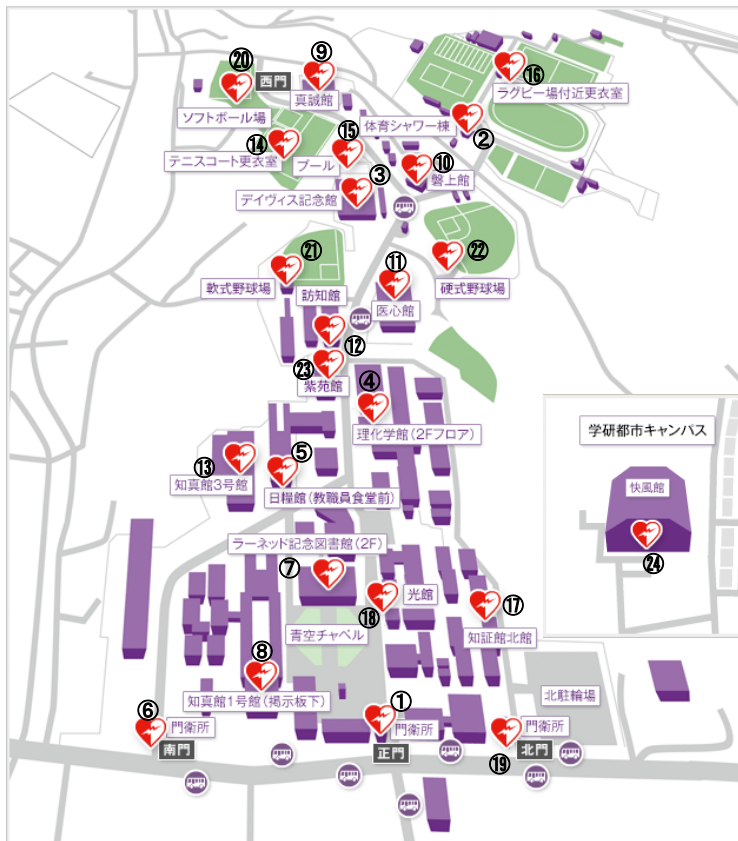 ⑳
⑨
西門
真誠館
⑯
ラグビー場付近更衣室
ソフトボール場
体育シャワー棟
②
⑭
⑮
テニスコート更衣室
プール
⑩
磐上館
③
デイヴィス記念館
㉑
㉒
⑪
軟式野球場
訪知館
医心館
硬式野球場
⑫
㉓
紫苑館
④
理化学館(2Fフロア)
⑬
知真館3号館
⑤
日糧館(教職員食堂前)
学研都市キャンパス
快風館
㉔
ラーネッド記念図書館(2F)
⑦
⑱
光館
⑰
知証館北館
青空チャペル
⑧
知真館1号館(掲示板下)
北駐輪場
⑥
門衛所
南門
①
門衛所
正門
門衛所
北門
⑲